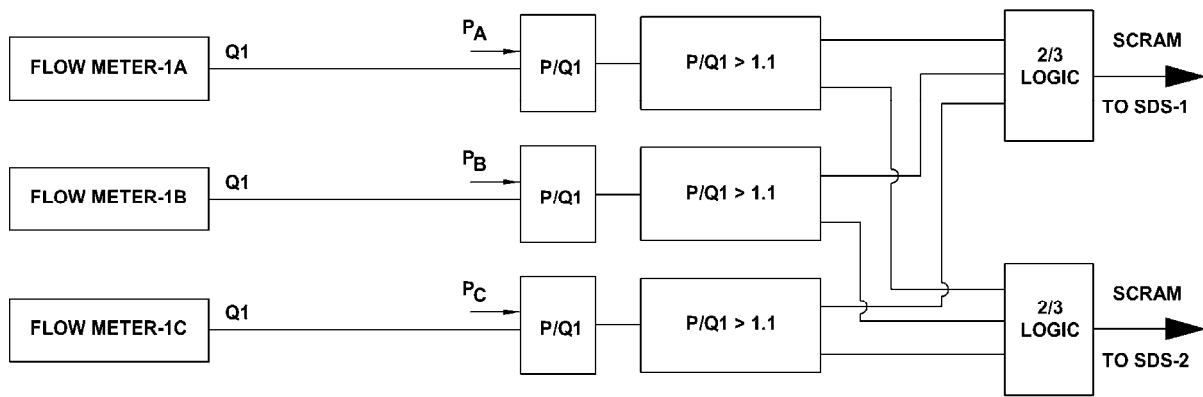 FLOW METER-1A
Q1
PA
P/Q1
P/Q1 > 1.1
2/3
LOGIC
SCRAM
TO SDS-1
FLOW METER-1B
Q1
PB
P/Q1
P/Q1 > 1.1
FLOW METER-1C
Q1
PC
P/Q1
P/Q1 > 1.1
2/3
LOGIC
SCRAM
TO SDS-2